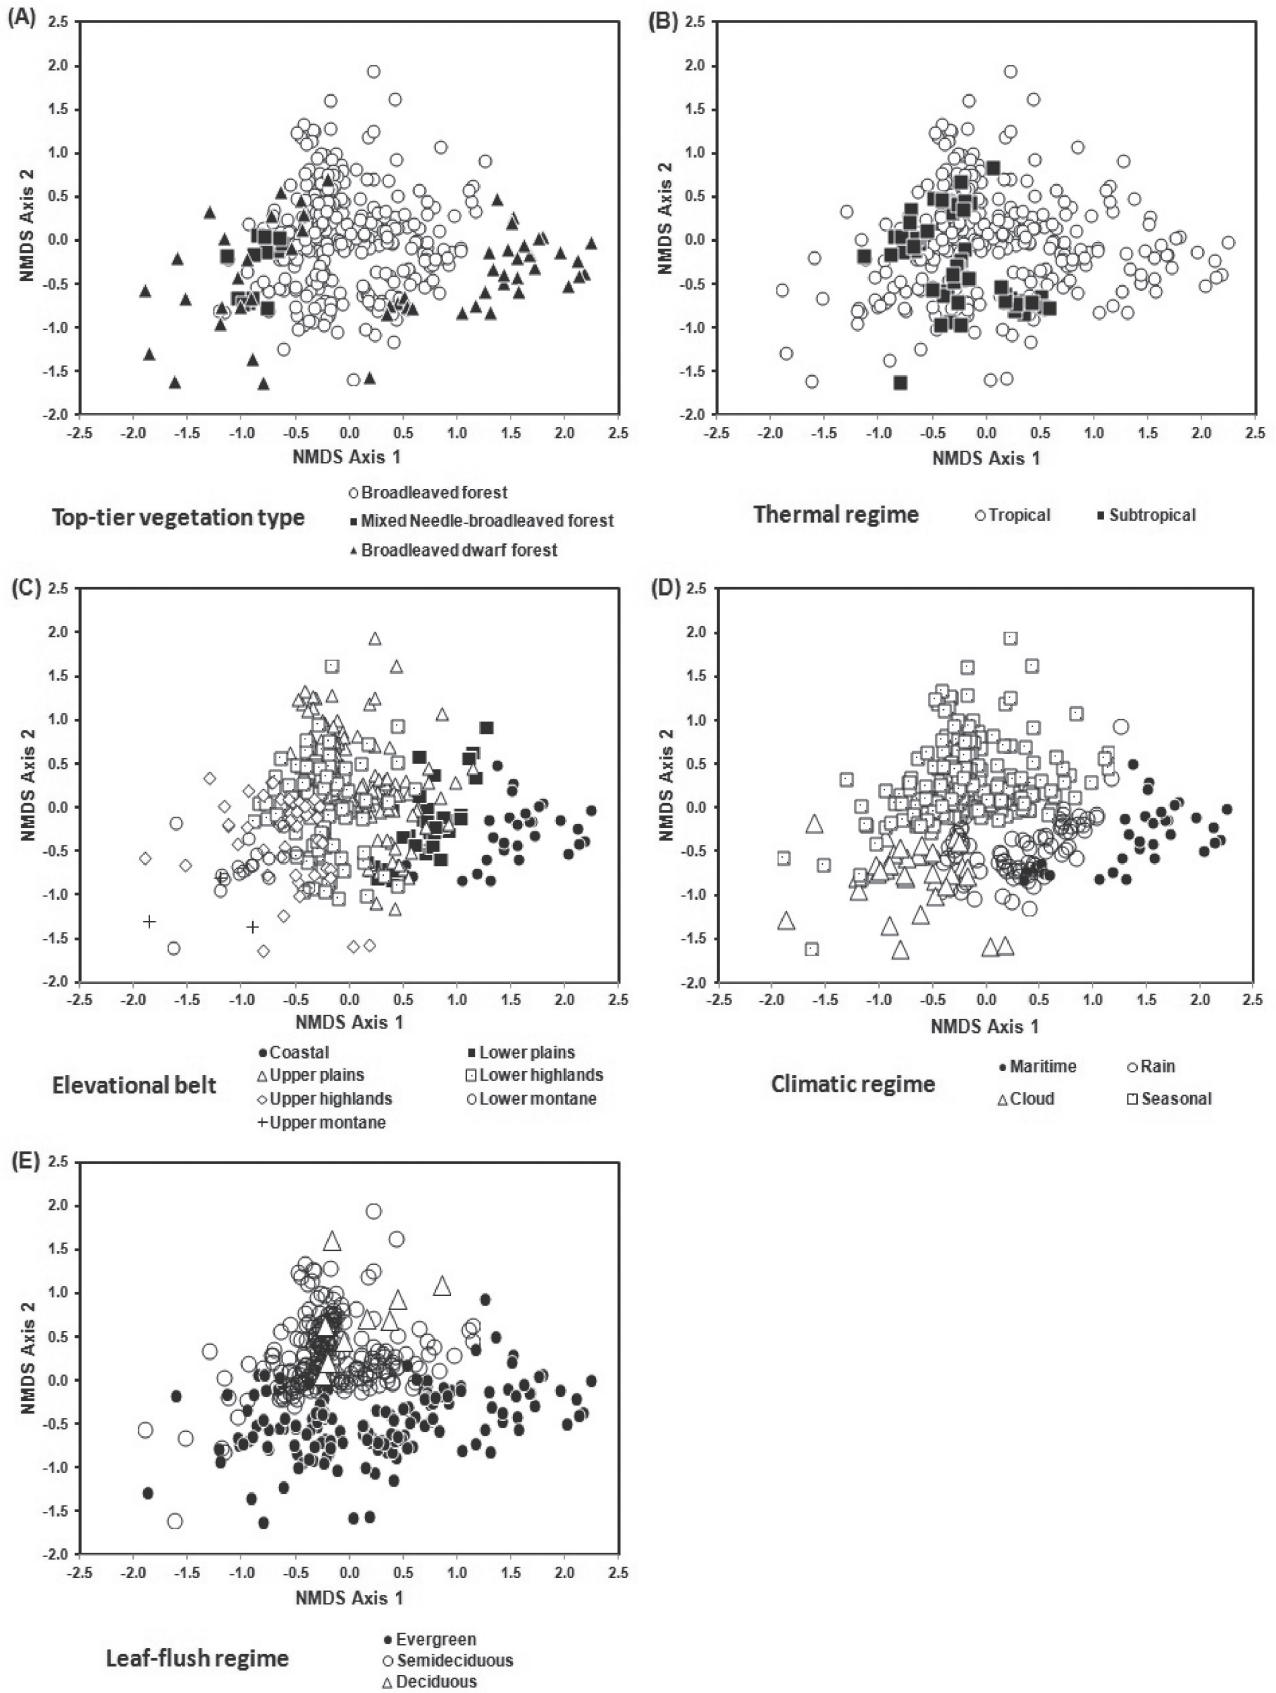 (A)
2.5
2.0
1.5
1.0
0.5
0.0
-0.5
-1.0
-1.5
-2.0
NMDS Axis 2
-2.5 -2.0 -1.5 -1.0 -0.5 0.0 0.5 1.0 1.5 2.0 2.5
NMDS Axis 1
Top-tier vegetation type
Broadleaved forest
Mixed Needle-broadleaved forest
Broadleaved dwarf forest
(B)
2.5
2.0
1.5
1.0
0.5
0.0
-0.5
-1.0
-1.5
-2.0
NMDS Axis 2
-2.5 -2.0 -1.5 -1.0 -0.5 0.0 0.5 1.0 1.5 2.0 2.5
NMDS Axis 1
Thermal regime
Tropical Subtropical
(C)
2.5
2.0
1.5
1.0
0.5
0.0
-0.5
-1.0
-1.5
-2.0
NMDS Axis 2
-2.5 -2.0 -1.5 -1.0 -0.5 0.0 0.5 1.0 1.5 2.0 2.5
NMDS Axis 1
Elevational belt
Coastal Lower plains
Upper plains Lower highlands
Upper highlands Lower montane
Upper montane
(D)
2.5
2.0
1.5
1.0
0.5
0.0
-0.5
-1.0
-1.5
-2.0
NMDS Axis 2
-2.5 -2.0 -1.5 -1.0 -0.5 0.0 0.5 1.0 1.5 2.0 2.5
NMDS Axis 1
Climatic regime
Maritime Rain
Cloud Seasonal
(E)
2.5
2.0
1.5
1.0
0.5
0.0
-0.5
-1.0
-1.5
-2.0
NMDS Axis 2
-2.5 -2.0 -1.5 -1.0 -0.5 0.0 0.5 1.0 1.5 2.0 2.5
NMDS Axis 1
Leaf-flush regime
Evergreen
Semideciduous
Deciduous